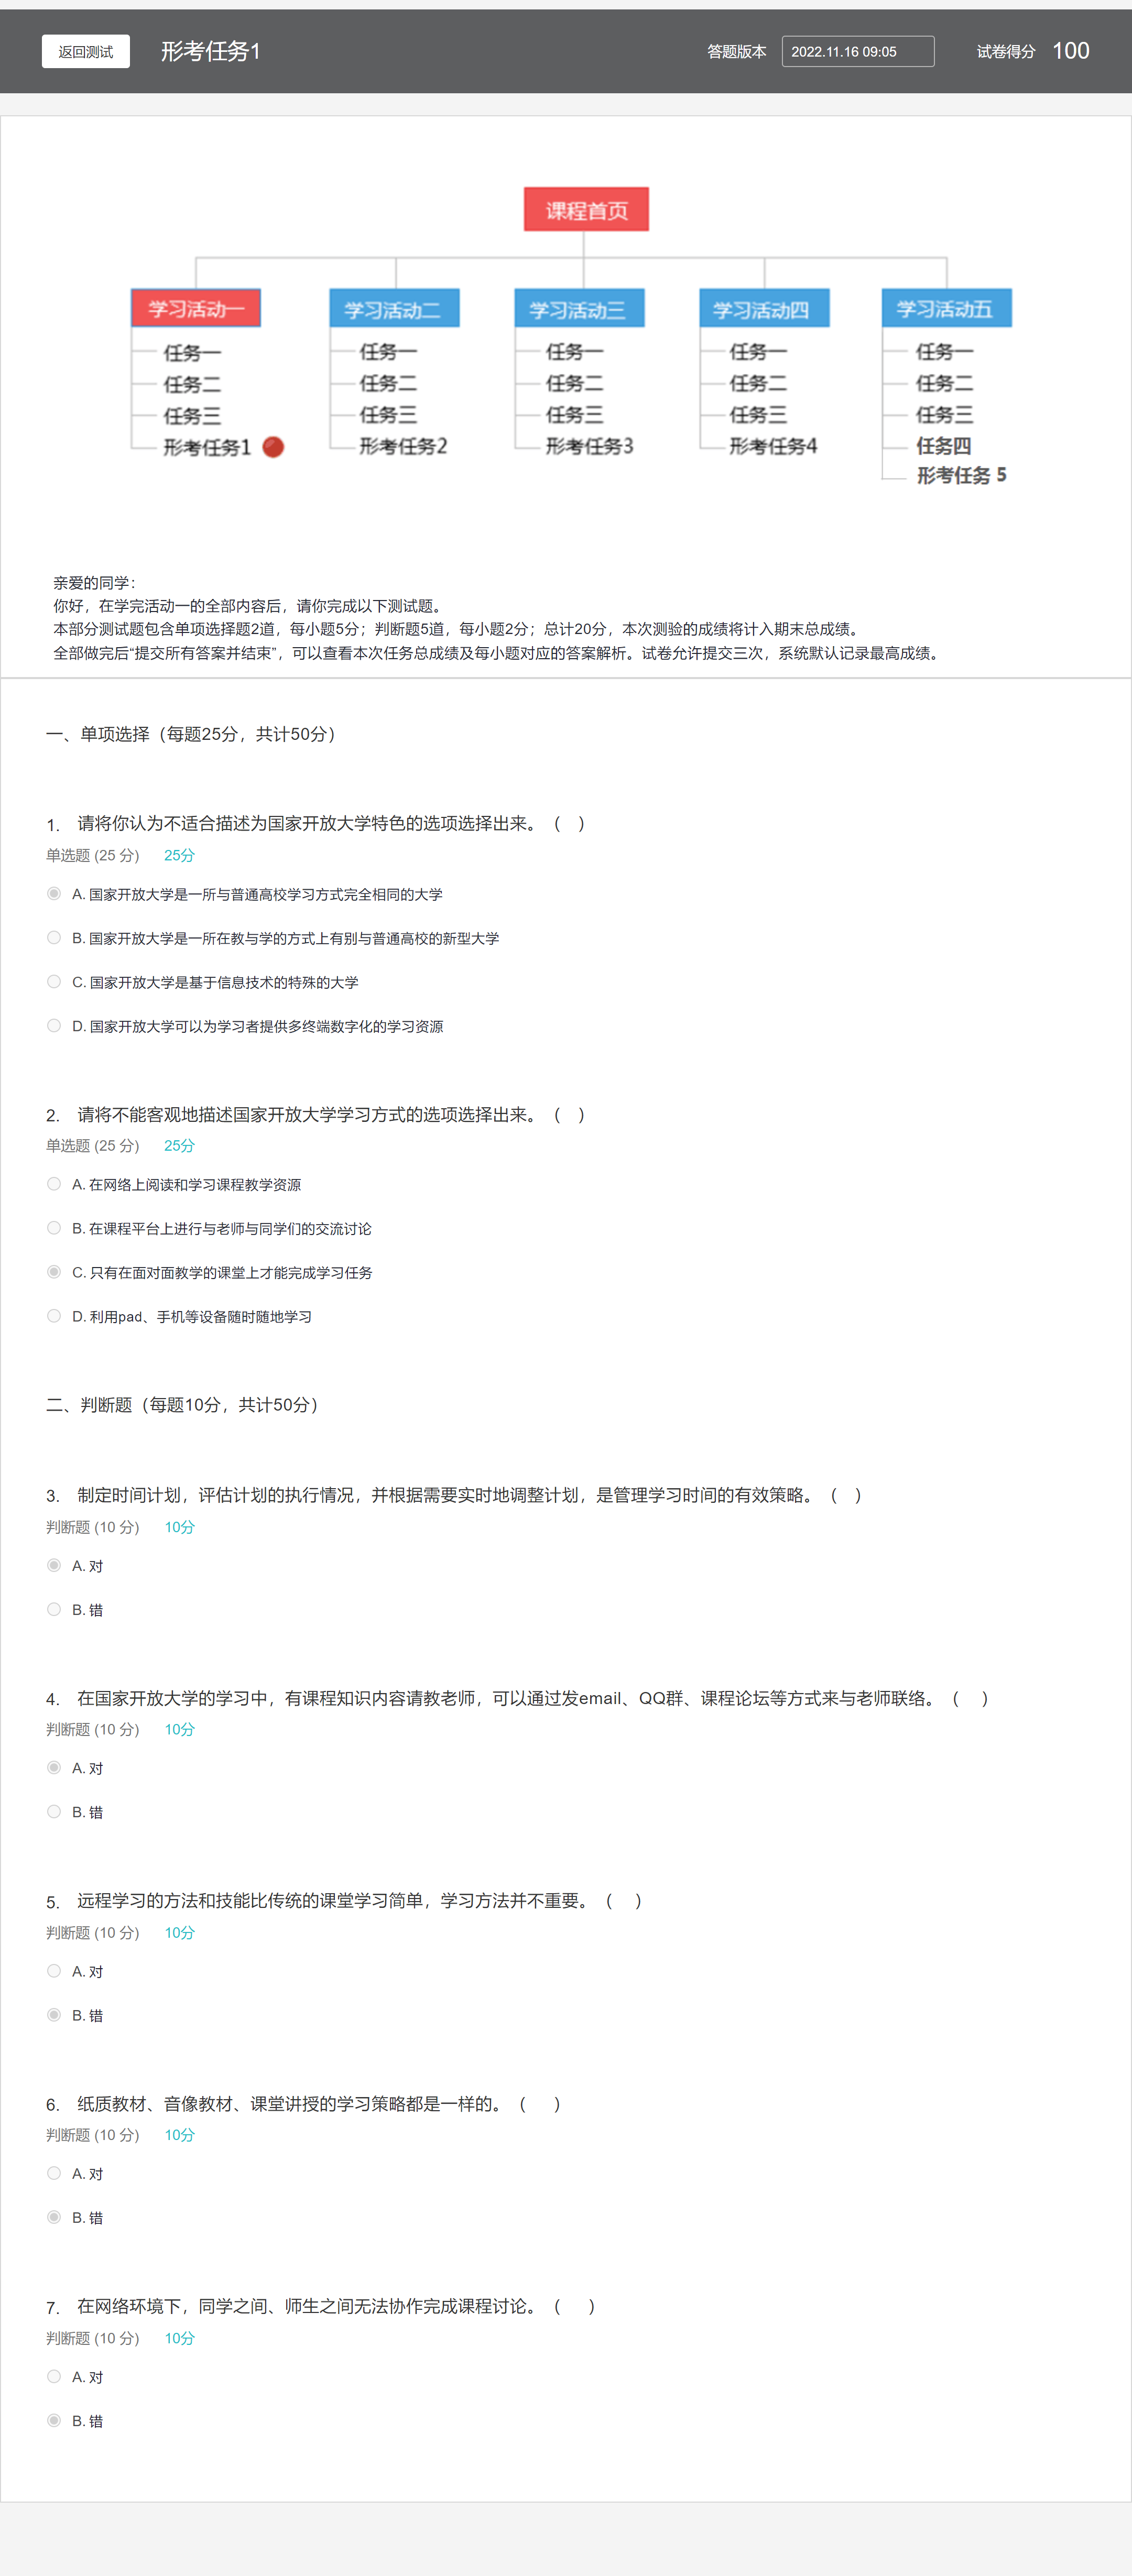 返回测试 形考任务1 答题版本 2022.11.16 09:05 试卷得分 100
课程首页
学习活动一 学习活动二 学习活动三 学习活动四 学习活动五
任务一 任务一 任务一 任务一 任务一
任务二 任务二 任务二 任务二 任务二
任务三 任务三 任务三 任务三 任务三
形考任务1 形考任务2 形考任务3 形考任务4 任务四
形考任务 5
亲爱的同学：
你好，在学完活动一的全部内容后，请你完成以下测试题。
本部分测试题包含单项选择题2道，每小题5分；判断题5道，每小题2分；总计20分，本次测验的成绩将计入期末总成绩。
全部做完后“提交所有答案并结束”，可以查看本次任务总成绩及每小题对应的答案解析。试卷允许提交三次，系统默认记录最高成绩。
一、单项选择（每题25分，共计50分）
1. 请将你认为不适合描述为国家开放大学特色的选项选择出来。（ ）
单选题 (25 分) 25分
A. 国家开放大学是一所与普通高校学习方式完全相同的大学
B. 国家开放大学是一所在教与学的方式上有别与普通高校的新型大学
C. 国家开放大学是基于信息技术的特殊的大学
D. 国家开放大学可以为学习者提供多终端数字化的学习资源
2. 请将不能客观地描述国家开放大学学习方式的选项选择出来。（ ）
单选题 (25 分) 25分
A. 在网络上阅读和学习课程教学资源
B. 在课程平台上进行与老师与同学们的交流讨论
C. 只有在面对面教学的课堂上才能完成学习任务
D. 利用pad、手机等设备随时随地学习
二、判断题（每题10分，共计50分）
3. 制定时间计划，评估计划的执行情况，并根据需要实时地调整计划，是管理学习时间的有效策略。（ ）
判断题 (10 分) 10分
A. 对
B. 错
4. 在国家开放大学的学习中，有课程知识内容请教老师，可以通过发email、QQ群、课程论坛等方式来与老师联络。（ ）
判断题 (10 分) 10分
A. 对
B. 错
5. 远程学习的方法和技能比传统的课堂学习简单，学习方法并不重要。（ ）
判断题 (10 分) 10分
A. 对
B. 错
6. 纸质教材、音像教材、课堂讲授的学习策略都是一样的。（ ）
判断题 (10 分) 10分
A. 对
B. 错
7. 在网络环境下，同学之间、师生之间无法协作完成课程讨论。（ ）
判断题 (10 分) 10分
A. 对
B. 错